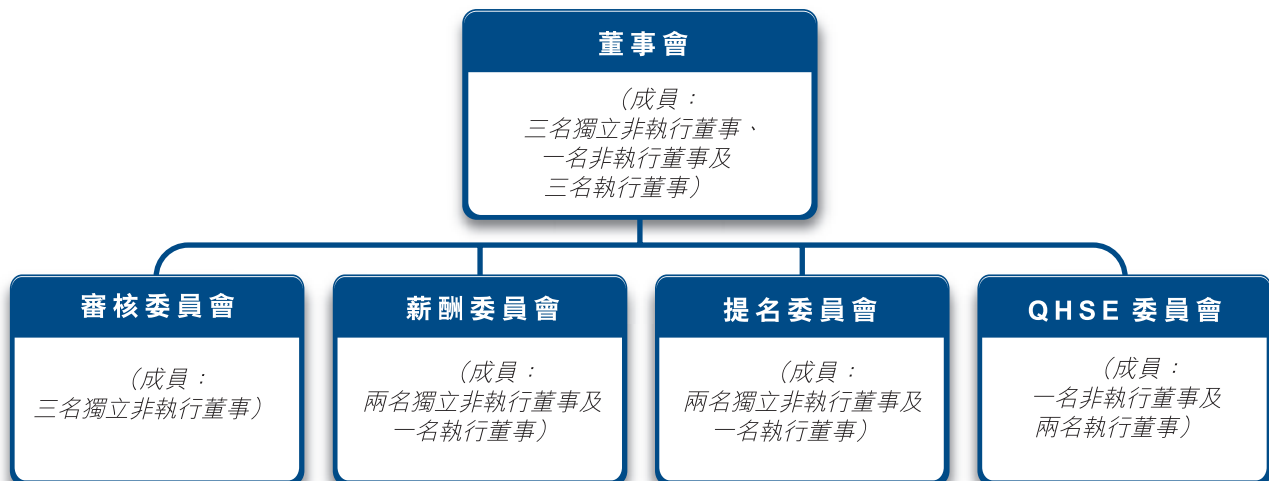 董事會
（成員：
三名獨立非執行董事、
一名非執行董事及
三名執行董事）
審核委員會
（成員：
三名獨立非執行董事）
薪酬委員會
（成員：
兩名獨立非執行董事及
一名執行董事）
提名委員會
（成員：
兩名獨立非執行董事及
一名執行董事）
QHSE 委員會
（成員：
一名非執行董事及
兩名執行董事）